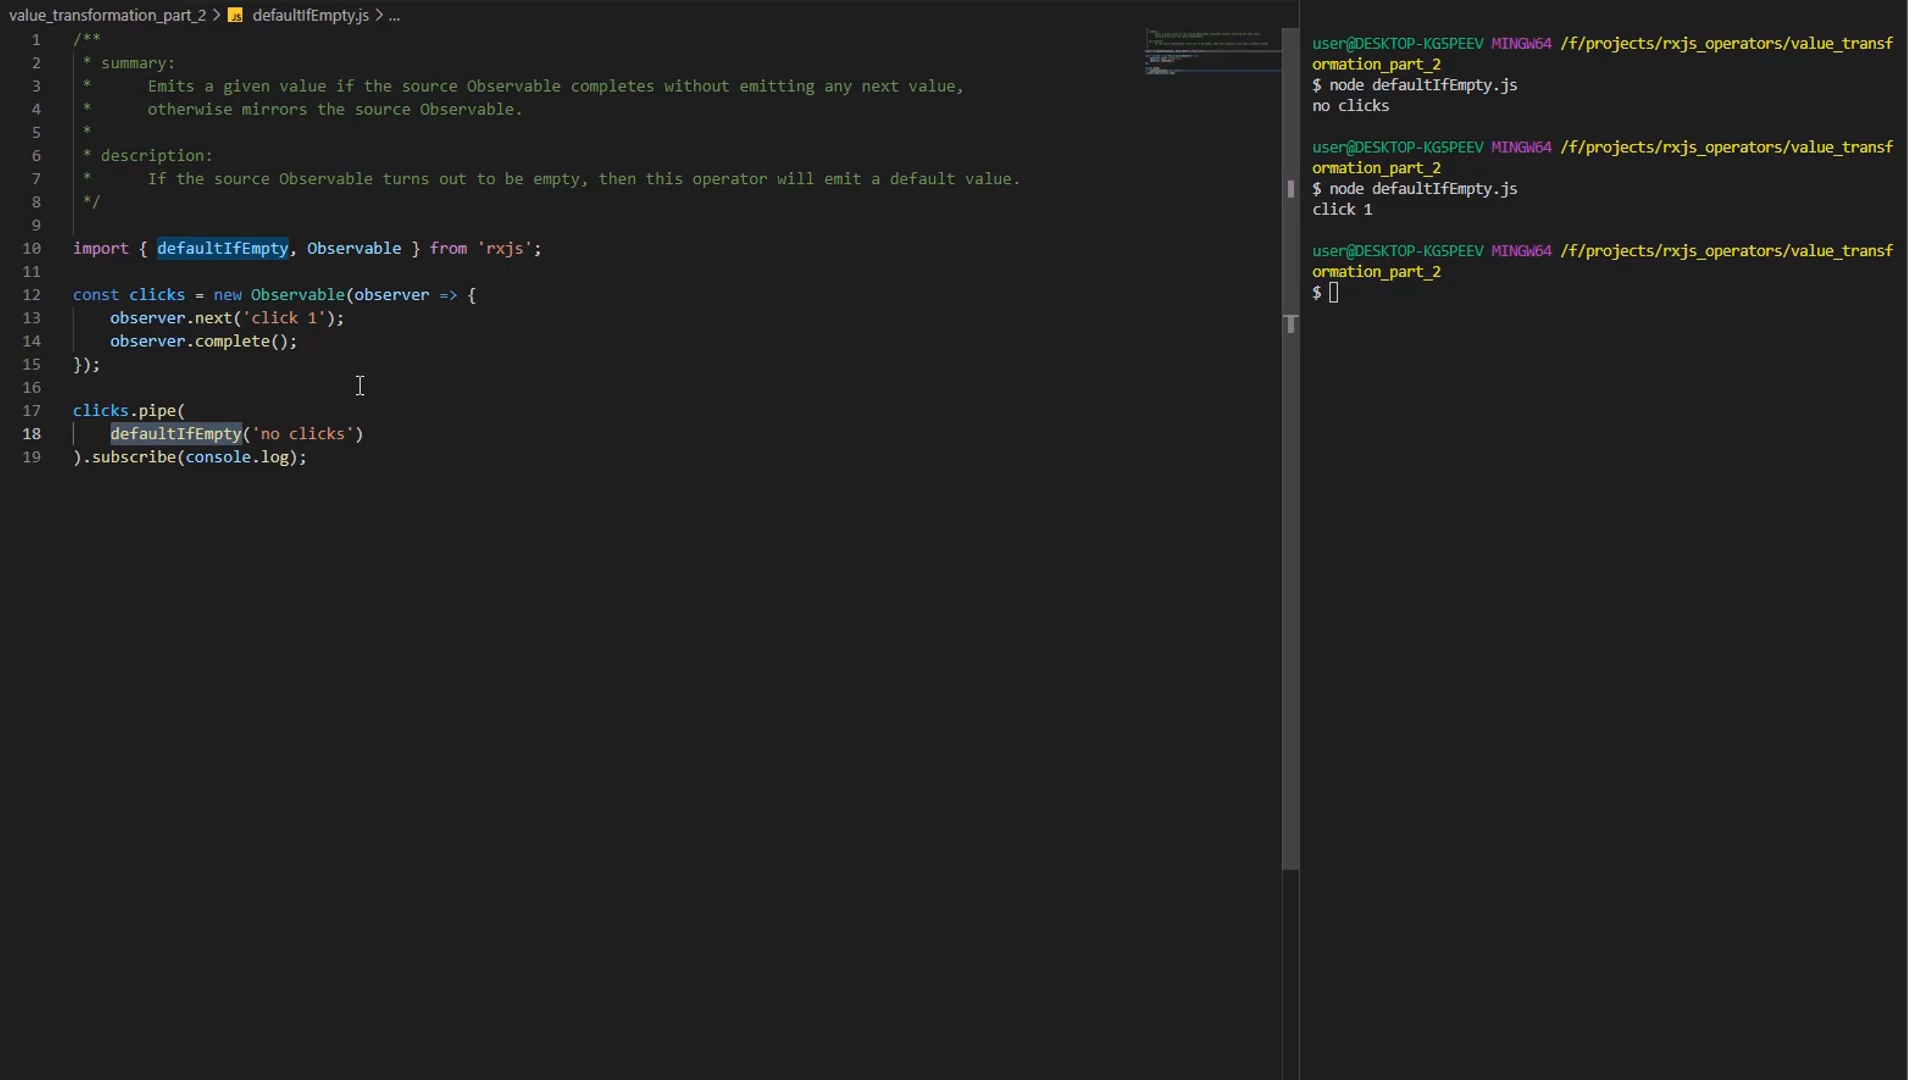 value_transformation_part_2 > JS defaultIfEmpty.js > ...
1 /**
2 * summary:
3 * Emits a given value if the source Observable completes without emitting any next value,
4 * otherwise mirrors the source Observable.
5 *
6 * description:
7 * If the source Observable turns out to be empty, then this operator will emit a default value.
8 */
9
10 import { defaultIfEmpty, Observable } from 'rxjs';
11
12 const clicks = new Observable(observer => {
13 observer.next('click 1');
14 observer.complete();
15 });
16
17 clicks.pipe(
18 defaultIfEmpty('no clicks')
19 ).subscribe(console.log);
user@DESKTOP-KG5PEEV MINGW64 /f/projects/rxjs_operators/value_transf
ormation_part_2
$ node defaultIfEmpty.js
no clicks
user@DESKTOP-KG5PEEV MINGW64 /f/projects/rxjs_operators/value_transf
ormation_part_2
$ node defaultIfEmpty.js
click 1
user@DESKTOP-KG5PEEV MINGW64 /f/projects/rxjs_operators/value_transf
ormation_part_2
$